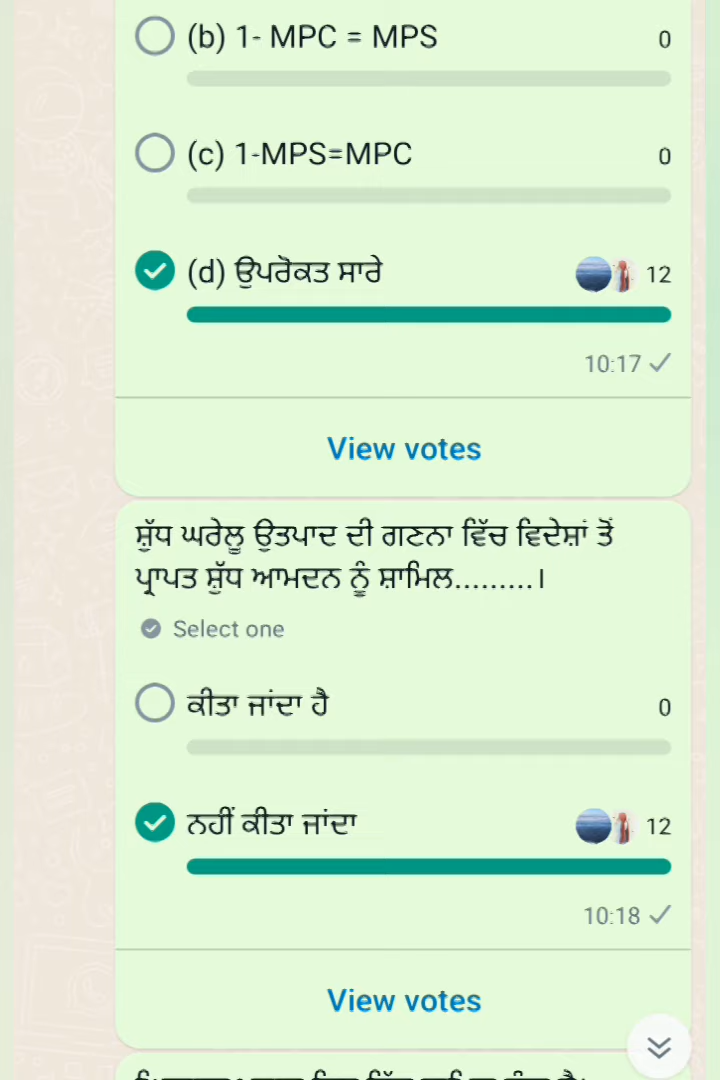 (b) 1- MPC = MPS 0
(c) 1-MPS=MPC 0
(d) ਉਪਰੋਕਤ ਸਾਰੇ 12
10:17
View votes
ਸ਼ੁੱਧ ਘਰੇਲੂ ਉਤਪਾਦ ਦੀ ਗਣਨਾ ਵਿੱਚ ਵਿਦੇਸ਼ਾਂ ਤੋਂ
ਪ੍ਰਾਪਤ ਸ਼ੁੱਧ ਆਮਦਨ ਨੂੰ ਸ਼ਾਮਿਲ.........।
Select one
ਕੀਤਾ ਜਾਂਦਾ ਹੈ 0
ਨਹੀਂ ਕੀਤਾ ਜਾਂਦਾ 12
10:18
View votes